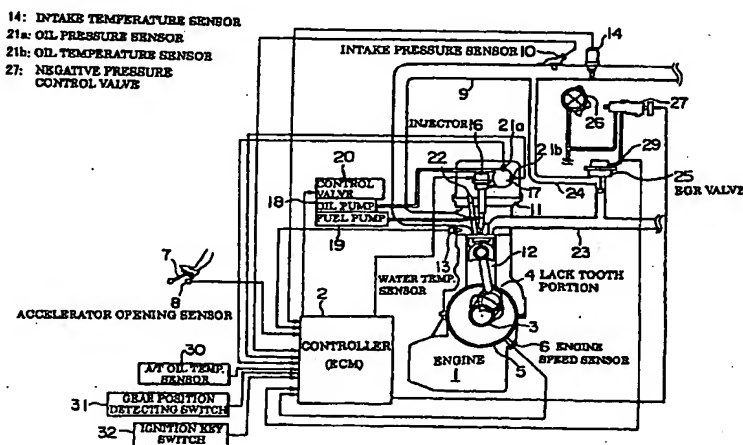 14: INTAKE TEMPERATURE SENSOR
21a: OIL PRESSURE SENSOR
21b: OIL TEMPERATURE SENSOR
27: NEGATIVE PRESSURE
CONTROL VALVE
INTAKE PRESSURE SENSOR 10
14
9
26
27
INJECTOR 16
21a
21b
29
25
EGR VALVE
20
22
CONTROL
VALVE
18
OIL PUMP
FUEL PUMP
19
17
24
11
13
12
23
WATER TEMP.
SENSOR
4 LACK TOOTH
PORTION
7
8
ACCELERATOR OPENING SENSOR
2
CONTROLLER
(ECM)
3
6 ENGINE
SPEED SENSOR
5
ENGINE
1
30
A/T OIL TEMP.
SENSOR
31
GEAR POSITION
DETECTING SWITCH
32
IGNITION KEY
SWITCH